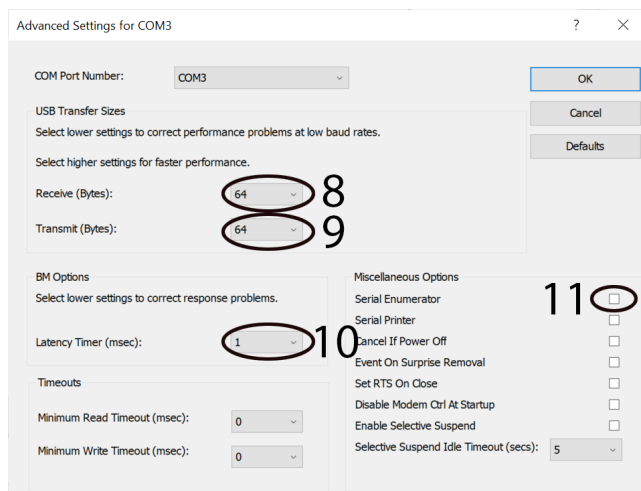 Advanced Settings for COM3 ? ×
COM Port Number: COM3
OK
USB Transfer Sizes
Cancel
Select lower settings to correct performance problems at low baud rates.
Defaults
Select higher settings for faster performance.
Receive (Bytes): 64 8
Transmit (Bytes): 64 9
BM Options
Select lower settings to correct response problems.
Latency Timer (msec): 1 10
Timeouts
Minimum Read Timeout (msec): 0
Minimum Write Timeout (msec): 0
Miscellaneous Options
Serial Enumerator 11
Serial Printer
Cancel If Power Off
Event On Surprise Removal
Set RTS On Close
Disable Modem Ctrl At Startup
Enable Selective Suspend
Selective Suspend Idle Timeout (secs): 5